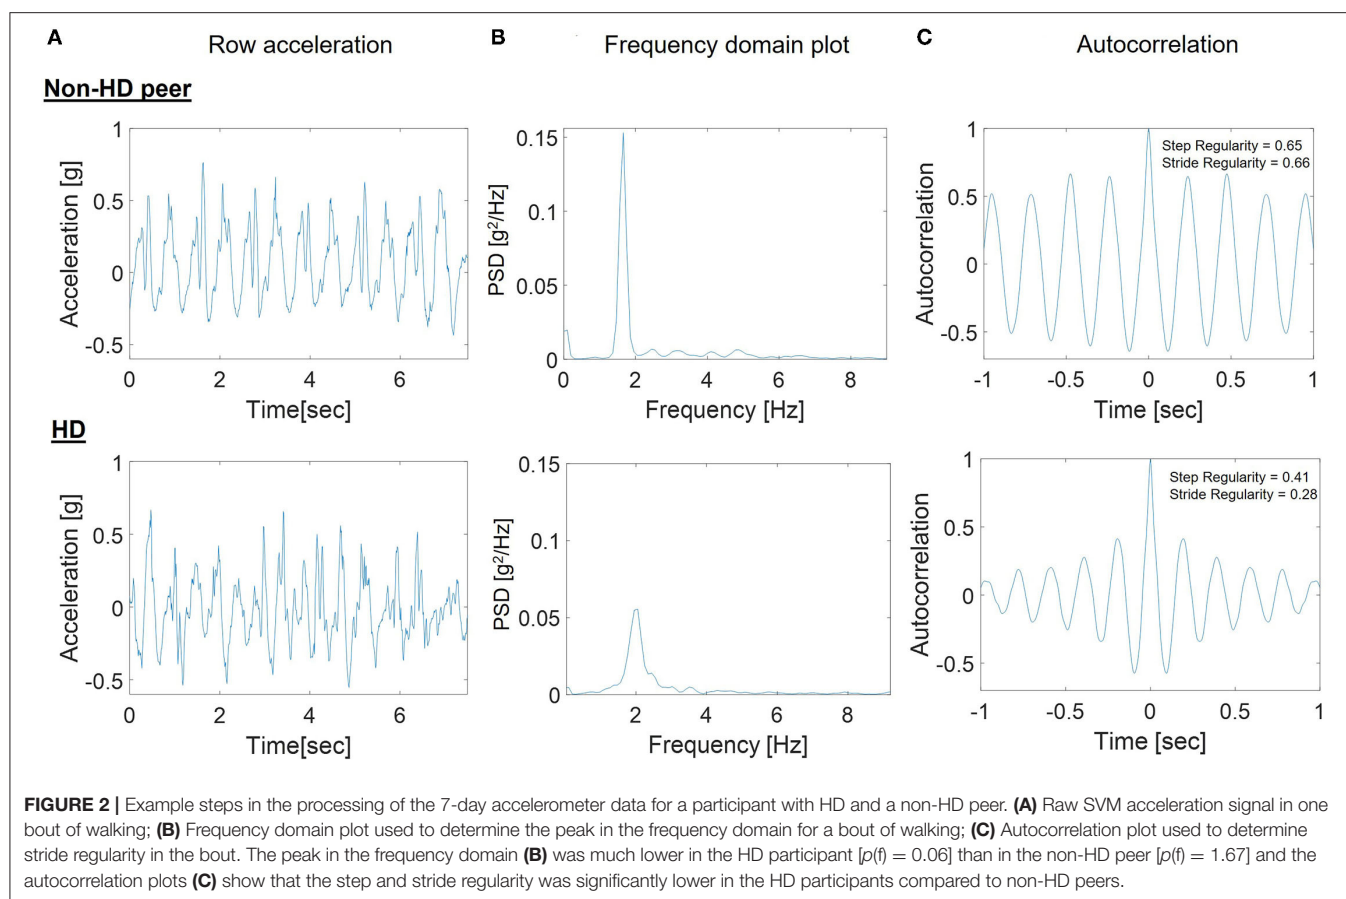 A Row acceleration B Frequency domain plot C Autocorrelation
Non-HD peer
1
0.5
0
-0.5
Acceleration [g]
0 2 4 6
Time[sec]
0.15
0.1
0.05
0
PSD [g²/Hz]
0 2 4 6 8
Frequency [Hz]
Step Regularity = 0.65
Stride Regularity = 0.66
1
0.5
0
-0.5
Autocorrelation
-1 -0.5 0 0.5 1
Time [sec]
HD
1
0.5
0
-0.5
Acceleration [g]
0 2 4 6
Time[sec]
0.15
0.1
0.05
0
PSD [g²/Hz]
2 4 6 8
Frequency [Hz]
Step Regularity = 0.41
Stride Regularity = 0.28
1
0.5
0
-0.5
Autocorrelation
-1 -0.5 0 0.5 1
Time [sec]
FIGURE 2 | Example steps in the processing of the 7-day accelerometer data for a participant with HD and a non-HD peer. (A) Raw SVM acceleration signal in one
bout of walking; (B) Frequency domain plot used to determine the peak in the frequency domain for a bout of walking; (C) Autocorrelation plot used to determine
stride regularity in the bout. The peak in the frequency domain (B) was much lower in the HD participant [p(f) = 0.06] than in the non-HD peer [p(f) = 1.67] and the
autocorrelation plots (C) show that the step and stride regularity was significantly lower in the HD participants compared to non-HD peers.